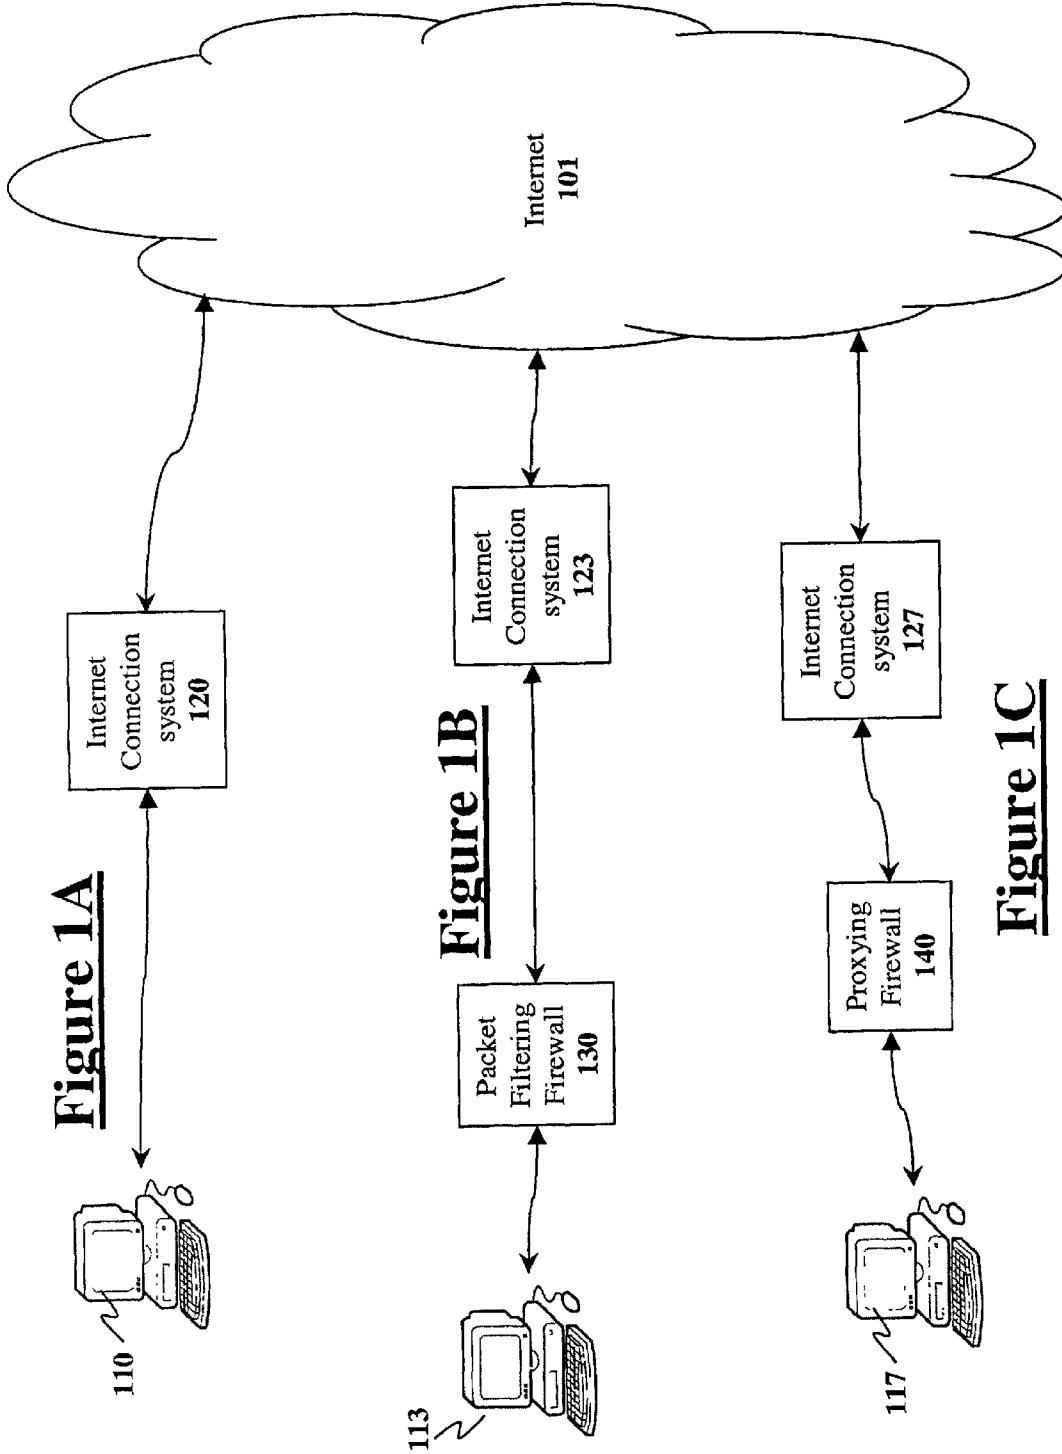 110
Figure 1A
Internet
Connection
system
120
Internet
101
113
Packet
Filtering
Firewall
130
Figure 1B
Internet
Connection
system
123
117
Proxying
Firewall
140
Internet
Connection
system
127
Figure 1C